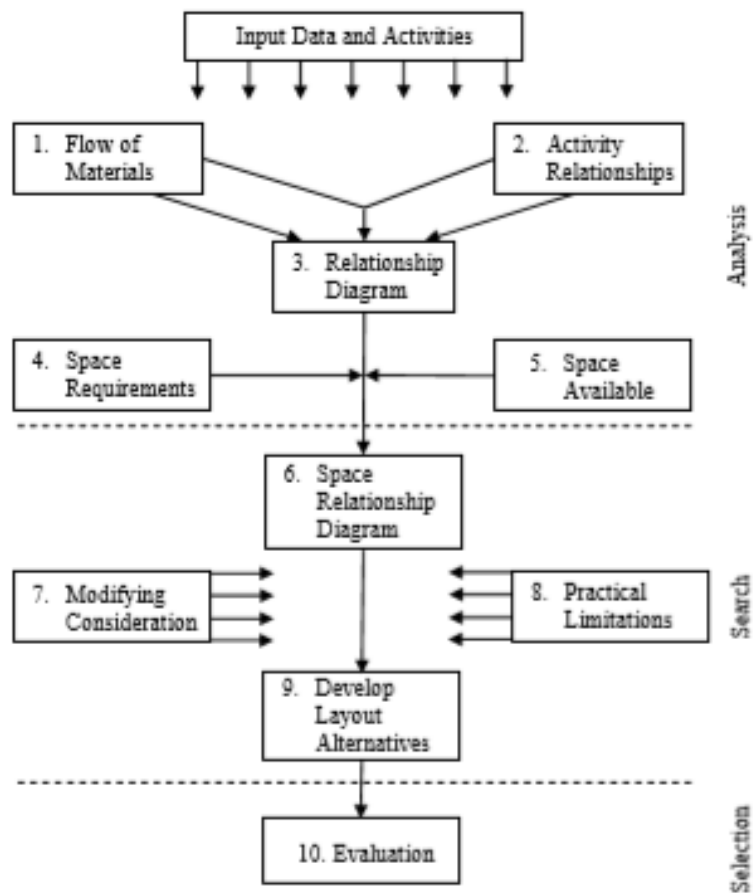 Input Data and Activities
1. Flow of
Materials
2. Activity
Relationships
3. Relationship
Diagram
Analysis
4. Space
Requirements
5. Space
Available
6. Space
Relationship
Diagram
7. Modifying
Consideration
8. Practical
Limitations
Search
9. Develop
Layout
Alternatives
10. Evaluation
Selection